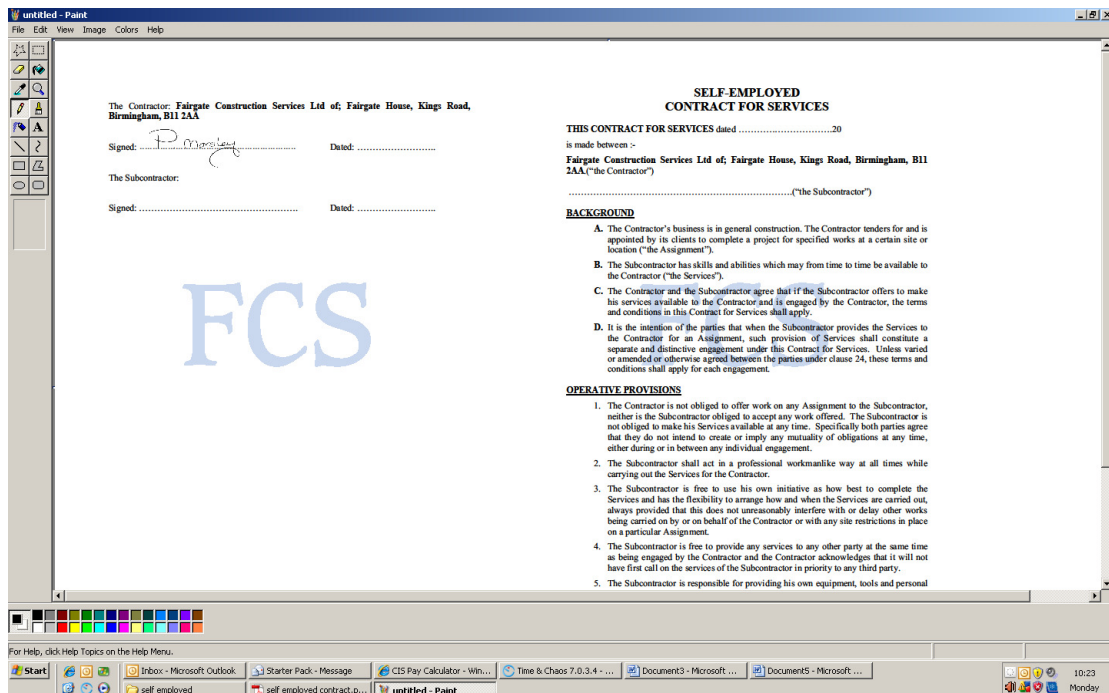 untitled - Paint
File Edit View Image Colors Help
The Contractor: Fairgate Construction Services Ltd of; Fairgate House, Kings Road,
Birmingham, B11 2AA
Signed: ............................................. Dated: ..........................
The Subcontractor:
Signed: ..................................................... Dated: ..........................
FCS
SELF-EMPLOYED
CONTRACT FOR SERVICES
THIS CONTRACT FOR SERVICES dated ................................20
is made between :-
Fairgate Construction Services Ltd of; Fairgate House, Kings Road, Birmingham, B11
2AA.("the Contractor")
...........................................................................("the Subcontractor")
BACKGROUND
A. The Contractor's business is in general construction. The Contractor tenders for and is
appointed by its clients to complete a project for specified works at a certain site or
location ("the Assignment").
B. The Subcontractor has skills and abilities which may from time to time be available to
the Contractor ("the Services").
C. The Contractor and the Subcontractor agree that if the Subcontractor offers to make
his services available to the Contractor and is engaged by the Contractor, the terms
and conditions in this Contract for Services shall apply.
D. It is the intention of the parties that when the Subcontractor provides the Services to
the Contractor for an Assignment, such provision of Services shall constitute a
separate and distinctive engagement under this Contract for Services. Unless varied
or amended or otherwise agreed between the parties under clause 24, these terms and
conditions shall apply for each engagement.
FCS
OPERATIVE PROVISIONS
1. The Contractor is not obliged to offer work on any Assignment to the Subcontractor,
neither is the Subcontractor obliged to accept any work offered. The Subcontractor is
not obliged to make his Services available at any time. Specifically both parties agree
that they do not intend to create or imply any mutuality of obligations at any time,
either during or in between any individual engagement.
2. The Subcontractor shall act in a professional workmanlike way at all times while
carrying out the Services for the Contractor.
3. The Subcontractor is free to use his own initiative as how best to complete the
Services and has the flexibility to arrange how and when the Services are carried out,
always provided that this does not unreasonably interfere with or delay other works
being carried on by or on behalf of the Contractor or with any site restrictions in place
on a particular Assignment.
4. The Subcontractor is free to provide any services to any other party at the same time
as being engaged by the Contractor and the Contractor acknowledges that it will not
have first call on the services of the Subcontractor in priority to any third party.
5. The Subcontractor is responsible for providing his own equipment, tools and personal
For Help, click Help Topics on the Help Menu.
Start Inbox - Microsoft Outlook Starter Pack - Message CIS Pay Calculator - Win... Time & Chaos 7.0.3.4 - ... Document3 - Microsoft ... Document5 - Microsoft ... 10:23
self employed self employed contract.p... untitled - Paint Monday